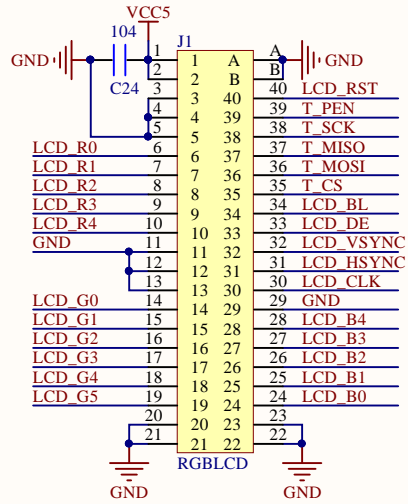 VCC5
104
J1
GND
C24
1 1 A A GND
2 2 B B
3 3 40 40 LCD_RST
4 4 39 39 T_PEN
5 5 38 38 T_SCK
LCD_R0 6 6 37 37 T_MISO
LCD_R1 7 7 36 36 T_MOSI
LCD_R2 8 8 35 35 T_CS
LCD_R3 9 9 34 34 LCD_BL
LCD_R4 10 10 33 33 LCD_DE
GND 11 11 32 32 LCD_VSYNC
12 12 31 31 LCD_HSYNC
13 13 30 30 LCD_CLK
LCD_G0 14 14 29 29 GND
LCD_G1 15 15 28 28 LCD_B4
LCD_G2 16 16 27 27 LCD_B3
LCD_G3 17 17 26 26 LCD_B2
LCD_G4 18 18 25 25 LCD_B1
LCD_G5 19 19 24 24 LCD_B0
20 20 23 23
21 21 22 22
RGBLCD
GND GND